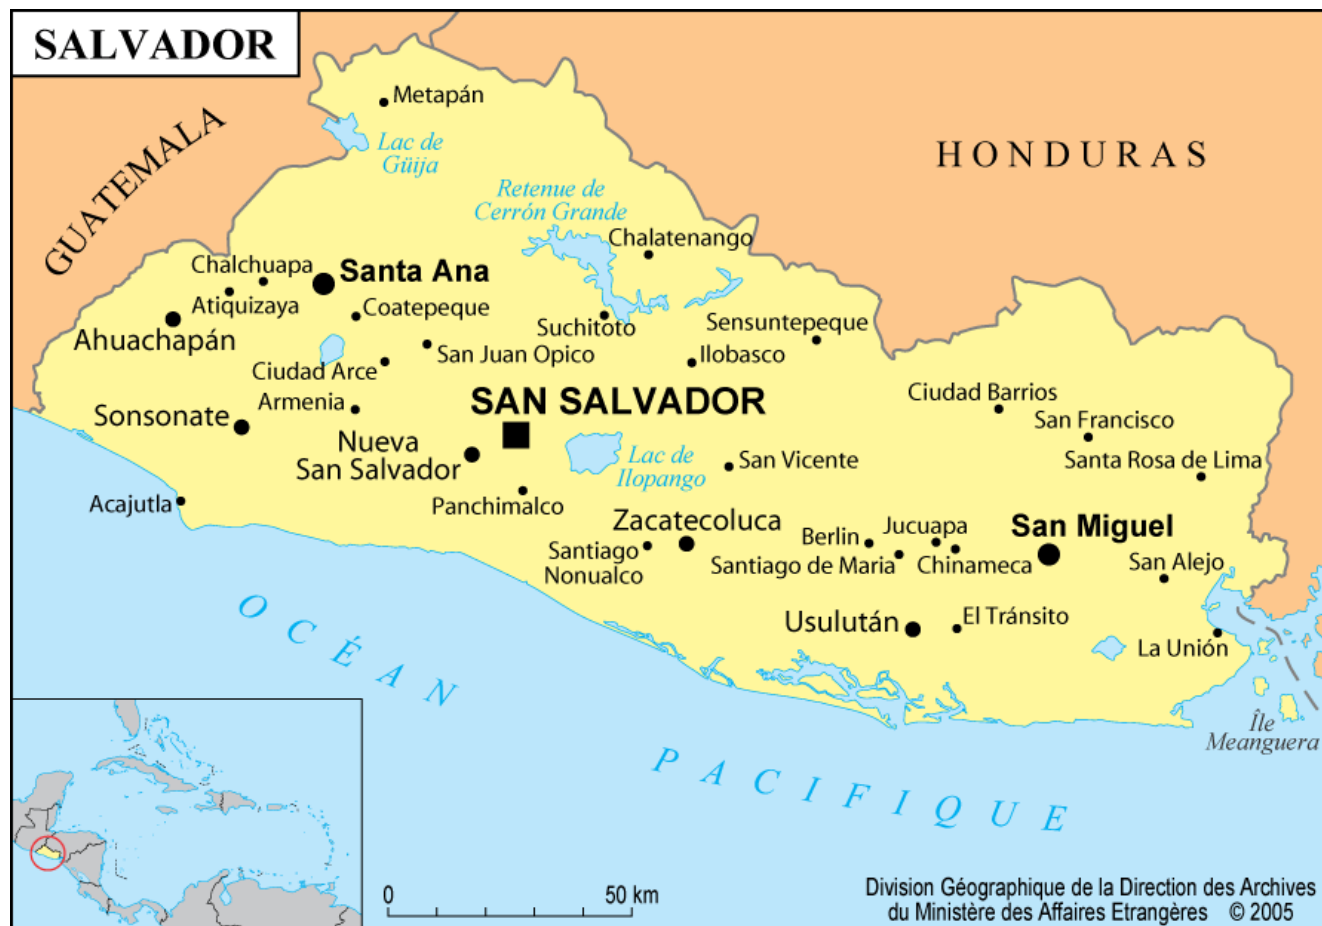 SALVADOR
GUATEMALA
HONDURAS
Metapán
Lac de
Güija
Retenue de
Cerrón Grande
Chalatenango
Chalchuapa
Santa Ana
Atiquizaya
Coatepeque
Ahuachapán
Suchitoto
Sensuntepeque
San Juan Opico
Ilobasco
Ciudad Arce
Armenia
SAN SALVADOR
Ciudad Barrios
Sonsonate
San Francisco
Nueva
San Salvador
Lac de
Ilopango
San Vicente
Santa Rosa de Lima
Acajutla
Panchimalco
Zacatecoluca
Berlin
Jucuapa
San Miguel
Santiago
Nonualco
Santiago de Maria
Chinameca
San Alejo
Usulután
El Tránsito
La Unión
OCÉAN
PACIFIQUE
Île
Meanguera
0
50 km
Division Géographique de la Direction des Archives
du Ministère des Affaires Etrangères © 2005